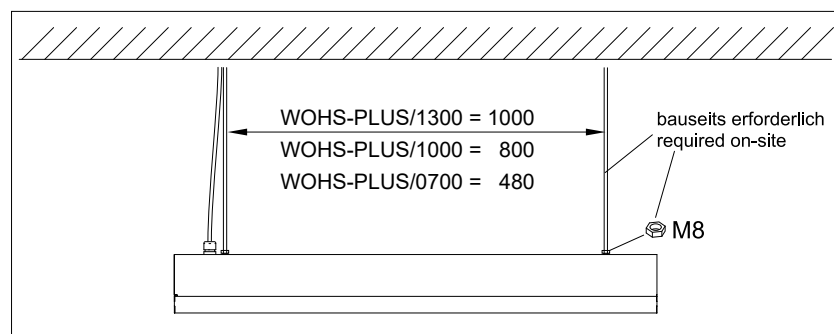 WOHS-PLUS/1300 = 1000
WOHS-PLUS/1000 = 800
WOHS-PLUS/0700 = 480
bauseits erforderlich
required on-site
M8